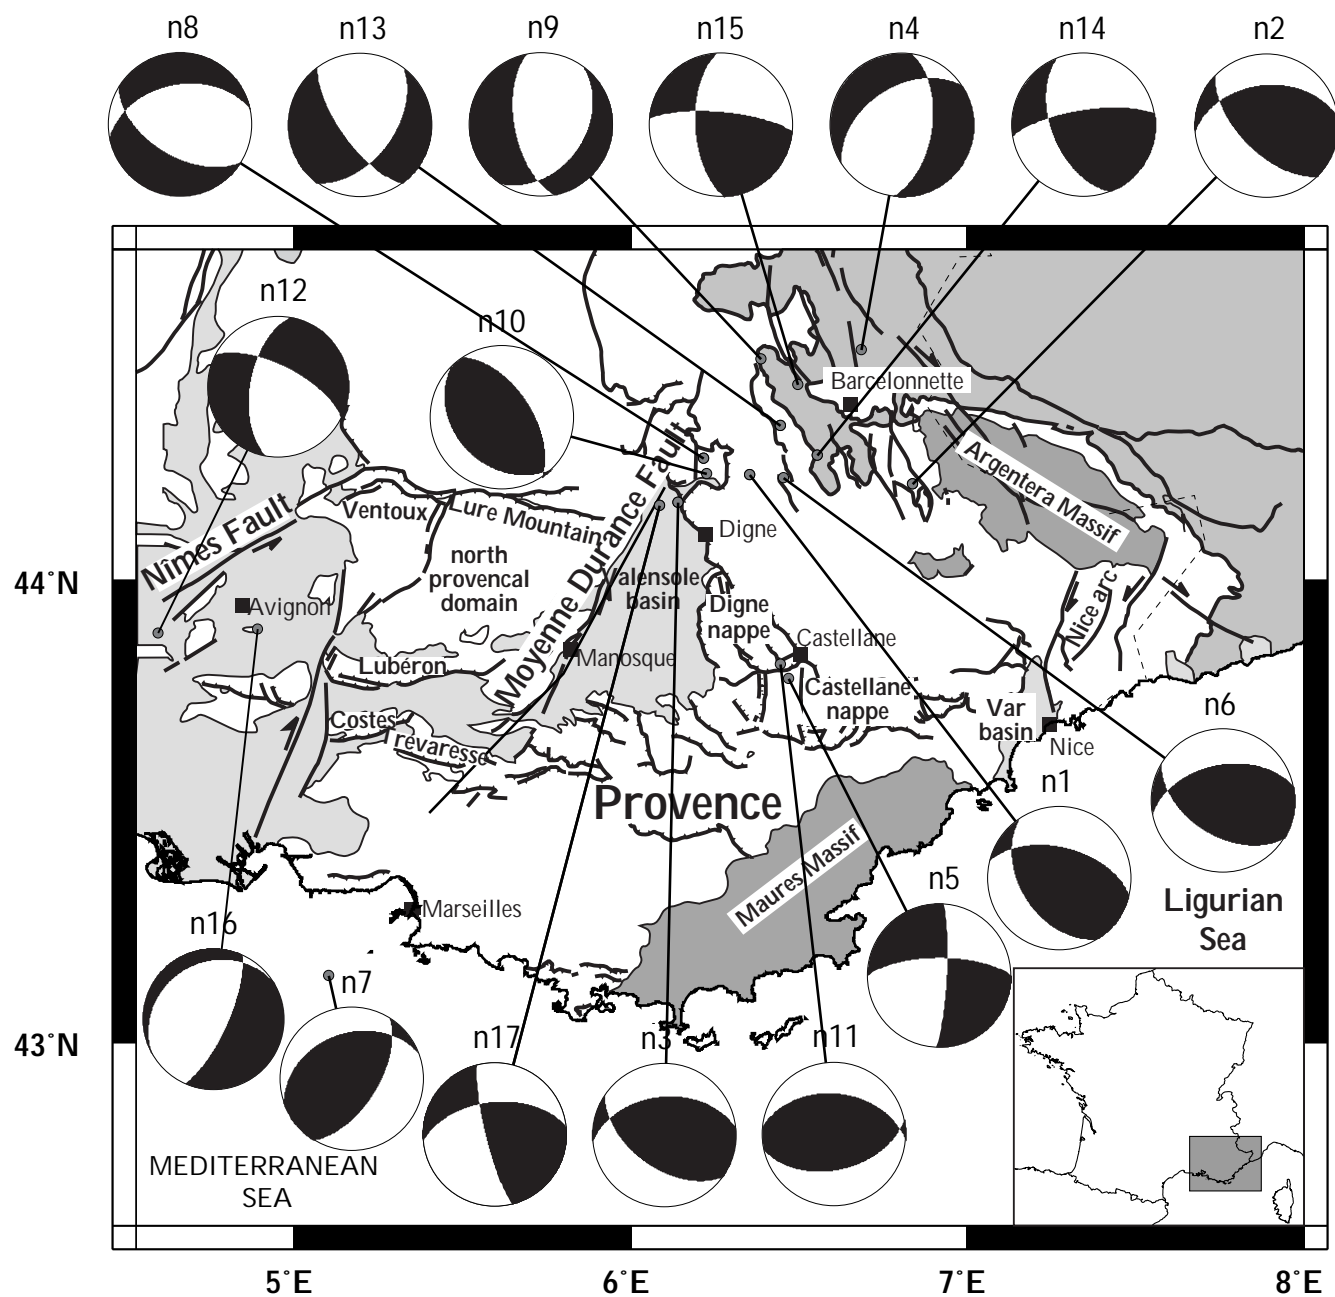 n8 n13 n9 n15 n4 n14 n2
n12
n10
Barcelonnette
Argentera Massif
Nîmes Fault
Ventoux
Lure Mountain
Moyenne Durance Fault
Digne
north
provencal
domain
44°N
Valensole
basin
Avignon
Digne
nappe
Nice arc
Manosque
Castellane
Lubéron
Castellane
nappe
Var
basin
Nice
n6
Costes
Trévaresse
n1
Provence
Maures Massif
n5
Ligurian
Sea
Marseilles
n16
n7
n17
n3
n11
43°N
MEDITERRANEAN
SEA
5°E 6°E 7°E 8°E